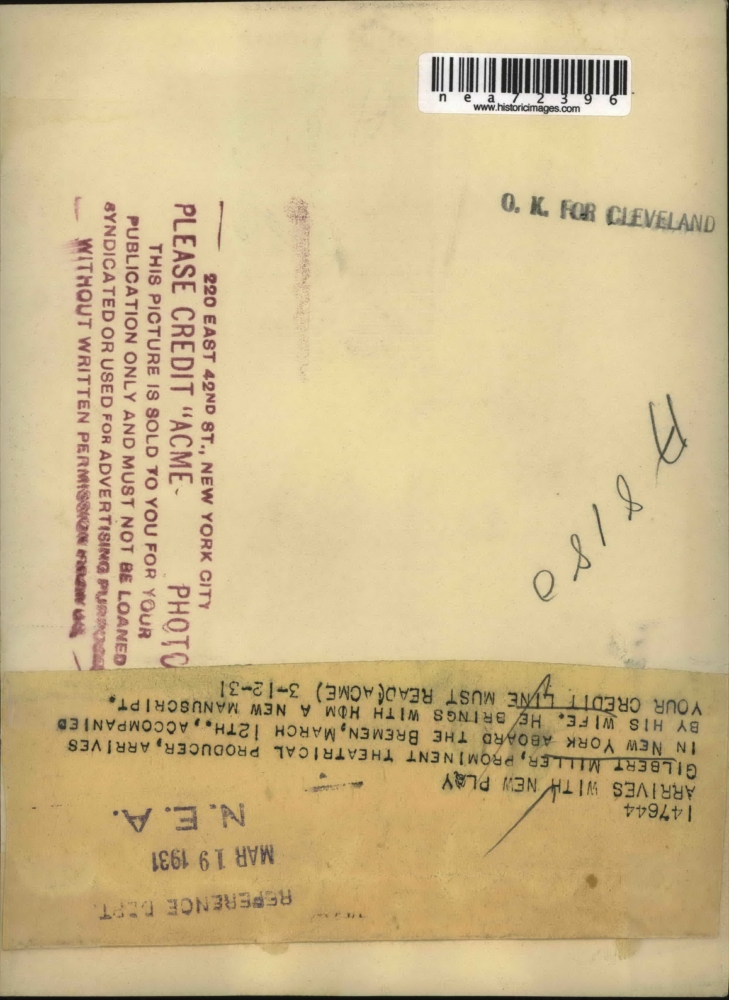 nea72396
www.historicimages.com
O. K. FOR CLEVELAND
220 EAST 42ND ST., NEW YORK CITY
PLEASE CREDIT "ACME- PHOTO
THIS PICTURE IS SOLD TO YOU FOR YOUR
PUBLICATION ONLY AND MUST NOT BE LOANED
SYNDICATED OR USED FOR ADVERTISING PURPOSE
WITHOUT WRITTEN PERMISSION
147644
ARRIVES WITH NEW PLAY
GILBERT MILLER, PROMINENT THEATRICAL PRODUCER, ARRIVES
IN NEW YORK ABOARD THE BREMEN, MARCH 12TH., ACCOMPANIED
BY HIS WIFE. HE BRINGS WITH HOM A NEW MANUSCRIPT.
YOUR CREDIT LINE MUST READ(ACME) 3-12-31
N. E. A.
MAR 19 1931
REFERENCE DEPT.